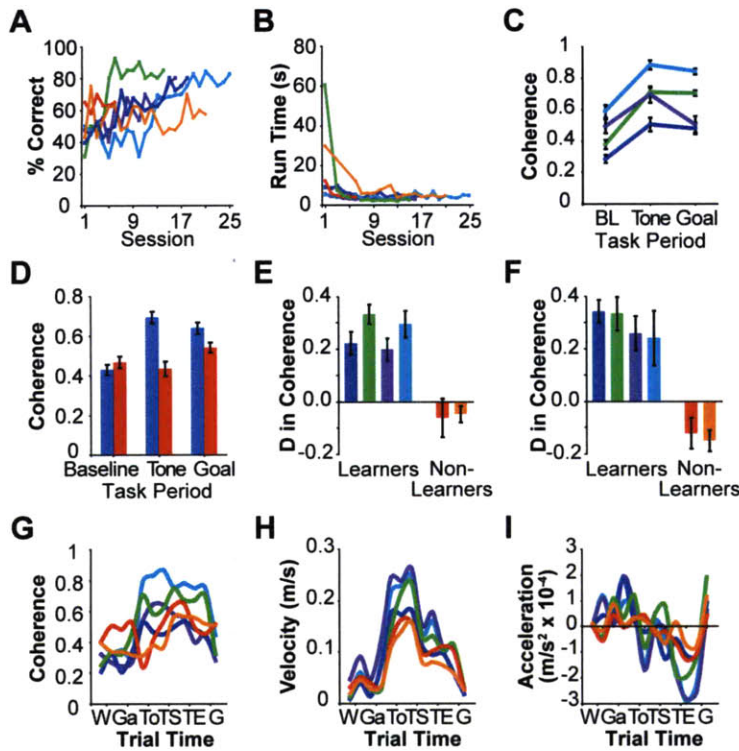 A
% Correct
100
80
60
40
20
0
1 9 17 25
Session
B
Run Time (s)
80
60
40
20
0
1 9 17 25
Session
C
Coherence
1
0.8
0.6
0.4
0.2
0
BL Tone Goal
Task Period
D
Coherence
0.8
0.6
0.4
0.2
0
Baseline Tone Goal
Task Period
E
D in Coherence
0.4
0.2
0.0
-0.2
Learners Non-
Learners
F
D in Coherence
0.4
0.2
0.0
-0.2
Learners Non-
Learners
G
Coherence
1
0.8
0.6
0.4
0.2
0
WGaToTSTE G
Trial Time
H
Velocity (m/s)
0.3
0.2
0.1
0
WGaToTSTE G
Trial Time
I
Acceleration
(m/s² x 10⁻⁴)
3
2
1
0
-1
-2
-3
WGaToTSTE G
Trial Time